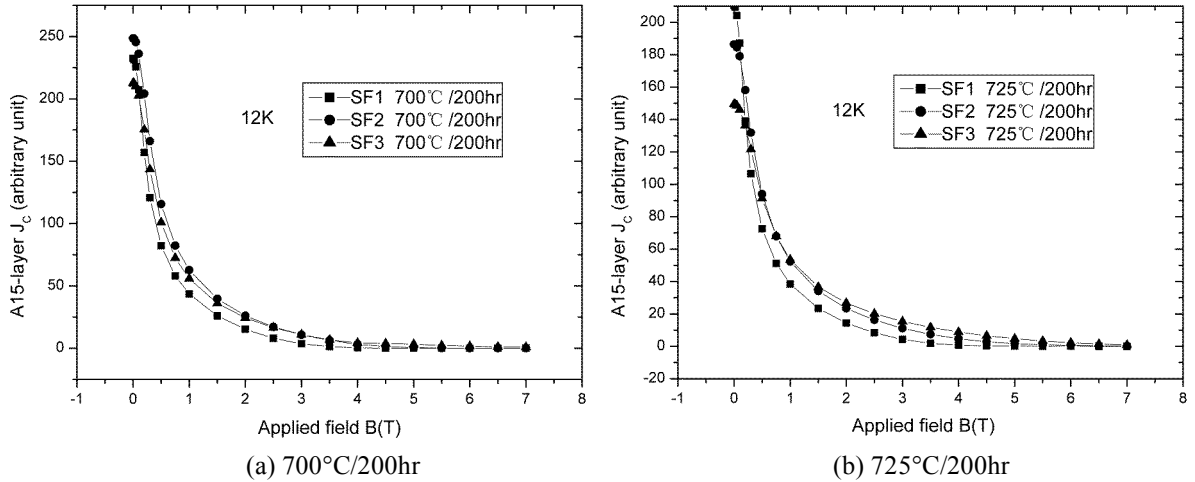 250
200
150
100
50
0
A15-layer J_C (arbitrary unit)
12K
SF1 700℃ /200hr
SF2 700℃ /200hr
SF3 700℃ /200hr
-1 0 1 2 3 4 5 6 7 8
Applied field B(T)
(a) 700°C/200hr
200
180
160
140
120
100
80
60
40
20
0
-20
A15-layer J_C (arbitrary unit)
12K
SF1 725℃ /200hr
SF2 725℃ /200hr
SF3 725℃ /200hr
-1 0 1 2 3 4 5 6 7 8
Applied field B(T)
(b) 725°C/200hr